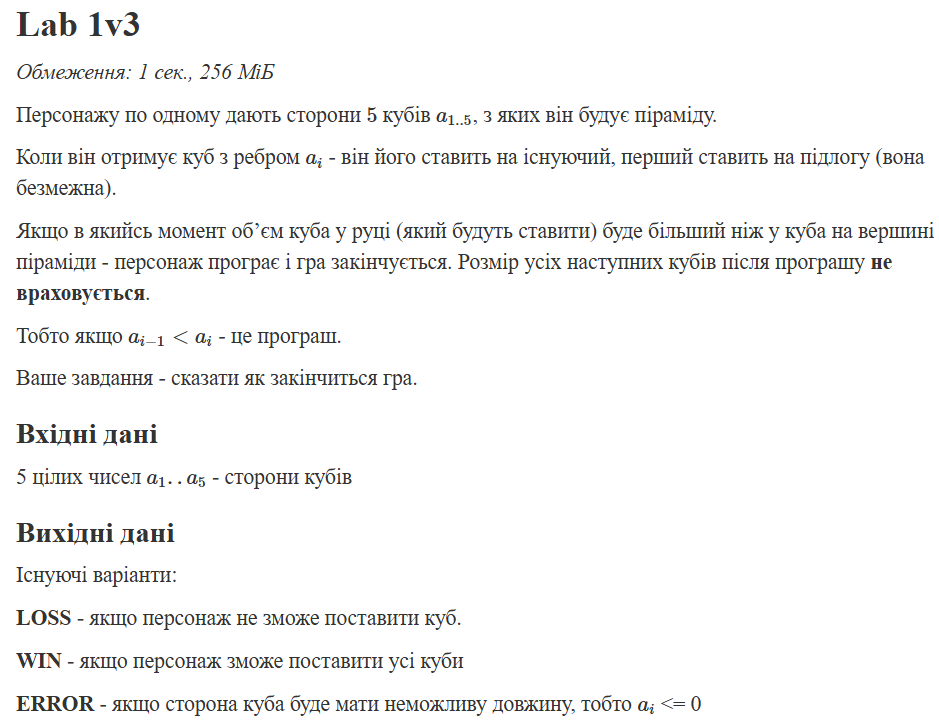 Lab 1v3
Обмеження: 1 сек., 256 МіБ
Персонажу по одному дають сторони 5 кубів a₁..₅, з яких він будує піраміду.
Коли він отримує куб з ребром aᵢ - він його ставить на існуючий, перший ставить на підлогу (вона
безмежна).
Якщо в якийсь момент об’єм куба у руці (який будуть ставити) буде більший ніж у куба на вершині
піраміди - персонаж програє і гра закінчується. Розмір усіх наступних кубів після програшу не
враховується.
Тобто якщо aᵢ₋₁ < aᵢ - це програш.
Ваше завдання - сказати як закінчиться гра.
Вхідні дані
5 цілих чисел a₁..a₅ - сторони кубів
Вихідні дані
Існуючі варіанти:
LOSS - якщо персонаж не зможе поставити куб.
WIN - якщо персонаж зможе поставити усі куби
ERROR - якщо сторона куба буде мати неможливу довжину, тобто aᵢ <= 0